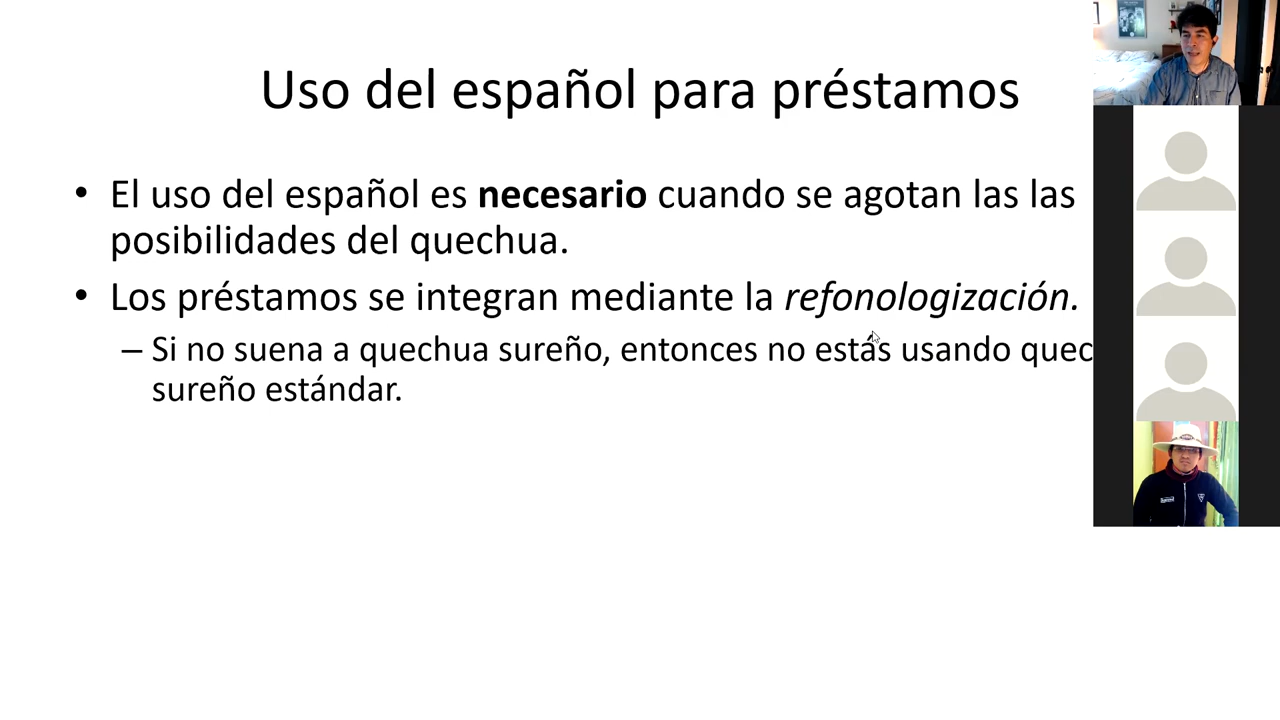 Uso del español para préstamos
• El uso del español es necesario cuando se agotan las las
posibilidades del quechua.
• Los préstamos se integran mediante la refonologización.
– Si no suena a quechua sureño, entonces no estás usando quec
sureño estándar.